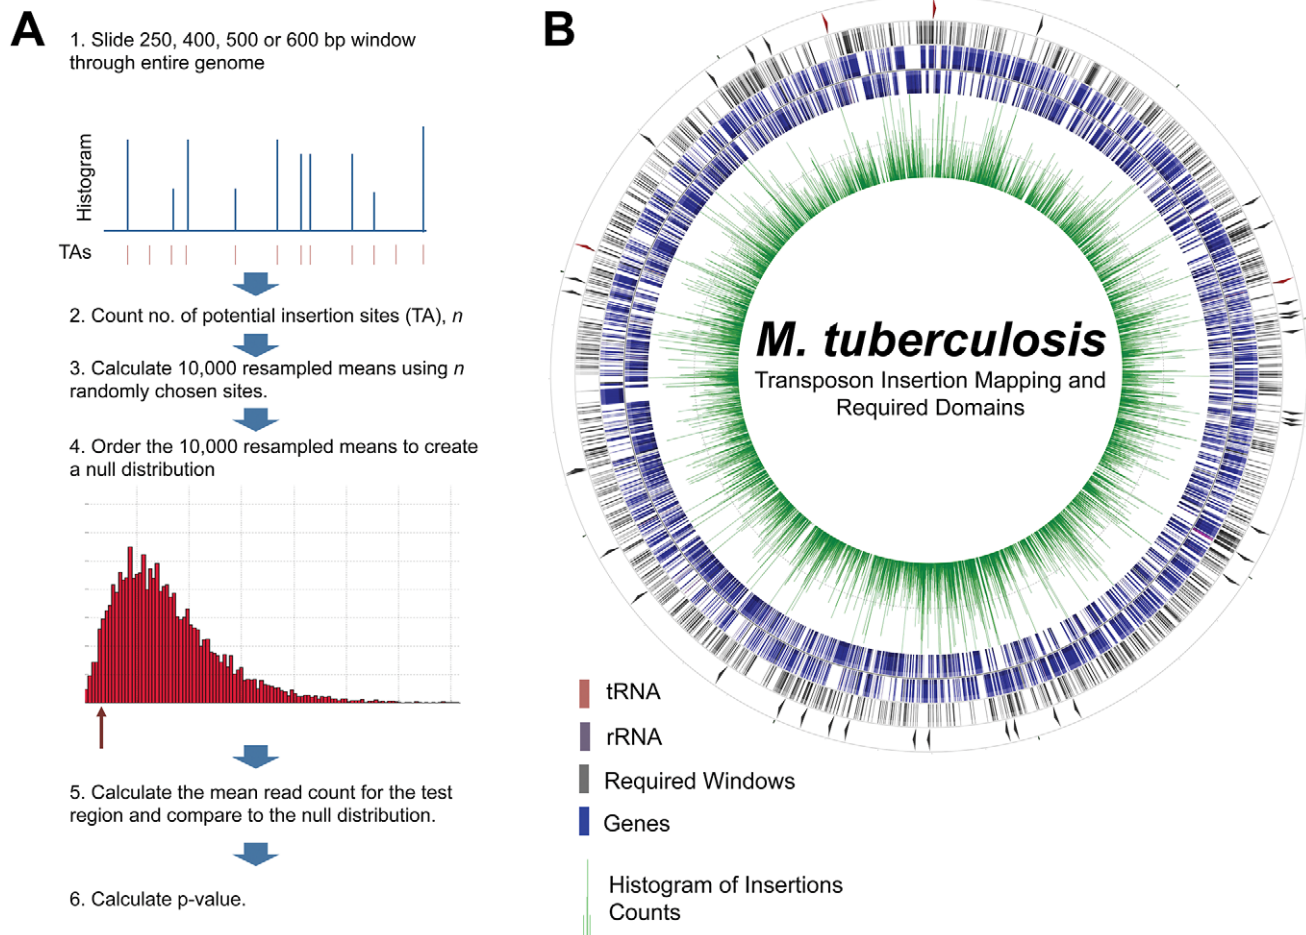 A
1. Slide 250, 400, 500 or 600 bp window
through entire genome
Histogram
TAs
2. Count no. of potential insertion sites (TA), n
3. Calculate 10,000 resampled means using n
randomly chosen sites.
4. Order the 10,000 resampled means to create
a null distribution
5. Calculate the mean read count for the test
region and compare to the null distribution.
6. Calculate p-value.
B
M. tuberculosis
Transposon Insertion Mapping and
Required Domains
tRNA
rRNA
Required Windows
Genes
Histogram of Insertions
Counts